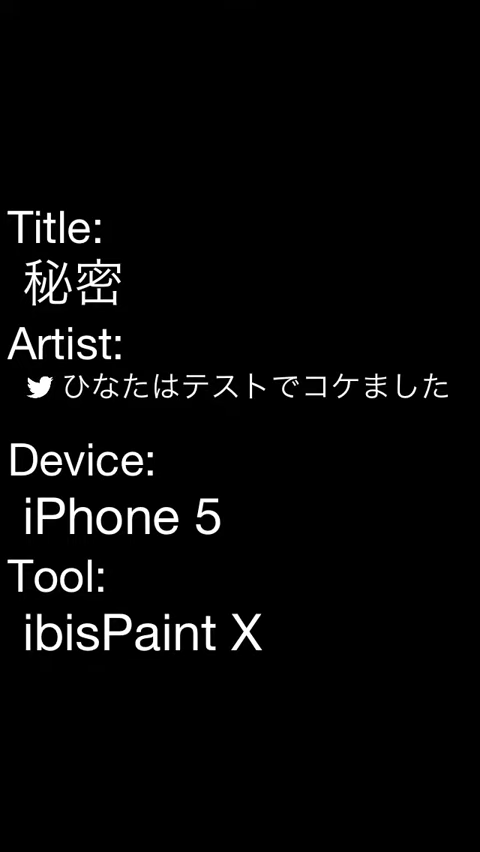 Title:
秘密
Artist:
ひなたはテストでコケました
Device:
iPhone 5
Tool:
ibisPaint X